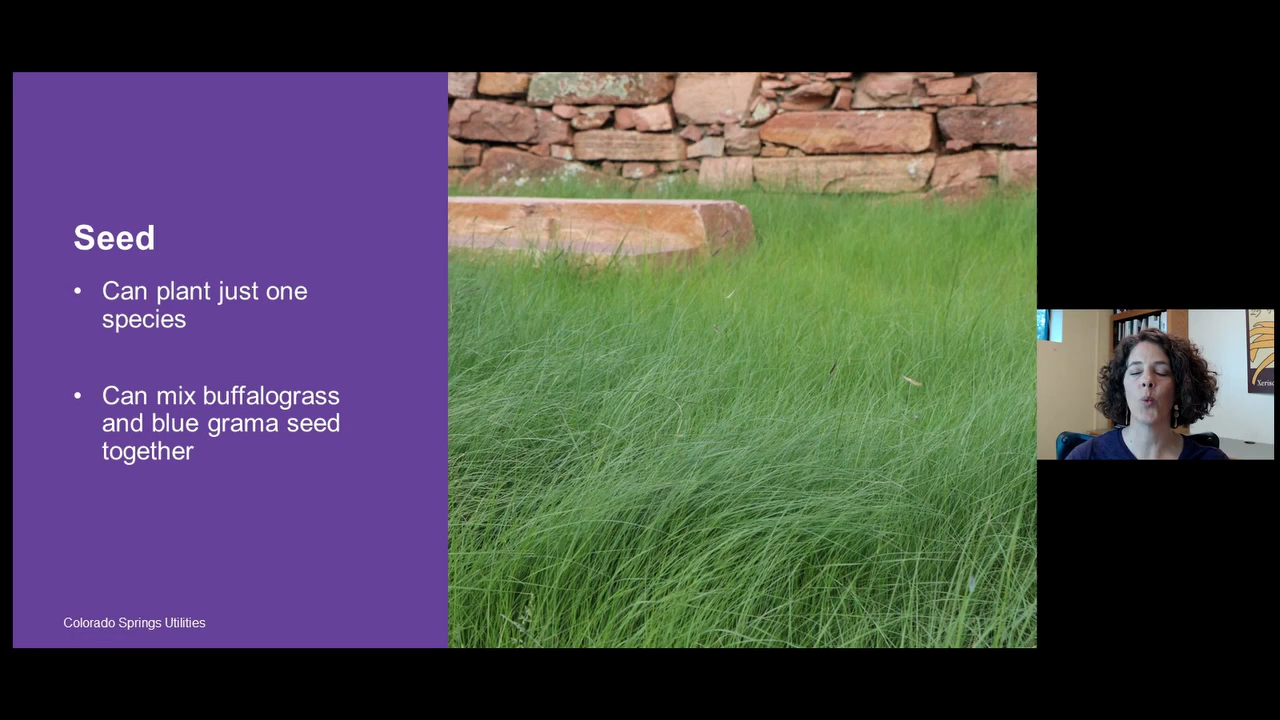 Seed
• Can plant just one
species
• Can mix buffalograss
and blue grama seed
together
Colorado Springs Utilities